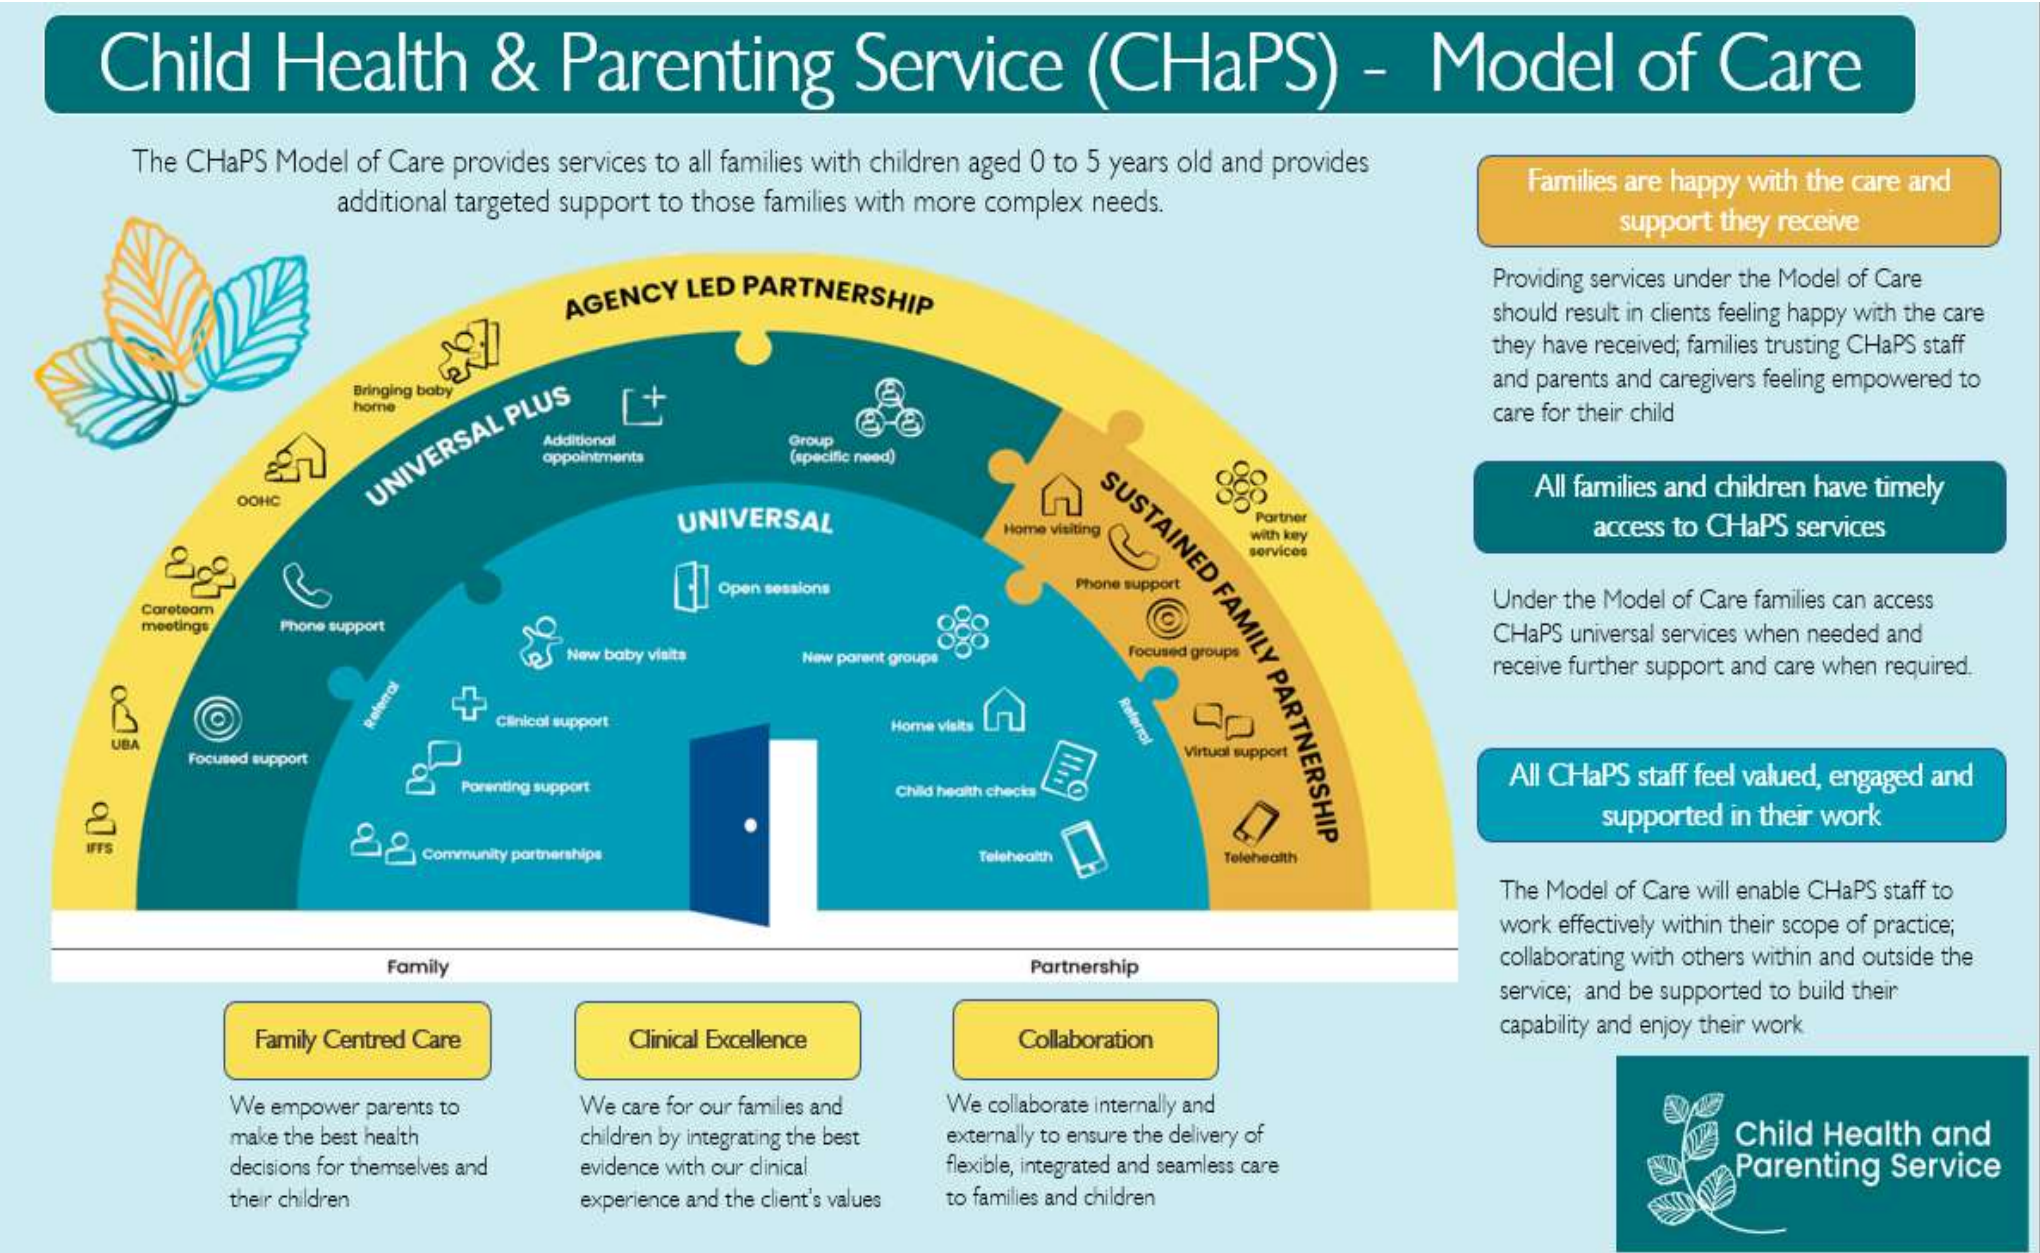 Child Health & Parenting Service (CHaPS) - Model of Care
The CHaPS Model of Care provides services to all families with children aged 0 to 5 years old and provides
additional targeted support to those families with more complex needs.
AGENCY LED PARTNERSHIP
Bringing baby
home
OOHC
Careteam
meetings
UBA
IFFS
Partner
with key
services
UNIVERSAL PLUS
Additional
appointments
Group
(specific need)
Phone support
Focused support
Referral
SUSTAINED FAMILY PARTNERSHIP
Home visiting
Phone support
Focused groups
Virtual support
Telehealth
Referral
UNIVERSAL
Open sessions
New baby visits
New parent groups
Clinical support
Home visits
Parenting support
Child health checks
Community partnerships
Telehealth
Family
Partnership
Family Centred Care
We empower parents to
make the best health
decisions for themselves and
their children
Clinical Excellence
We care for our families and
children by integrating the best
evidence with our clinical
experience and the client's values
Collaboration
We collaborate internally and
externally to ensure the delivery of
flexible, integrated and seamless care
to families and children
Families are happy with the care and
support they receive
Providing services under the Model of Care
should result in clients feeling happy with the care
they have received; families trusting CHaPS staff
and parents and caregivers feeling empowered to
care for their child
All families and children have timely
access to CHaPS services
Under the Model of Care families can access
CHaPS universal services when needed and
receive further support and care when required.
All CHaPS staff feel valued, engaged and
supported in their work
The Model of Care will enable CHaPS staff to
work effectively within their scope of practice;
collaborating with others within and outside the
service; and be supported to build their
capability and enjoy their work
Child Health and
Parenting Service